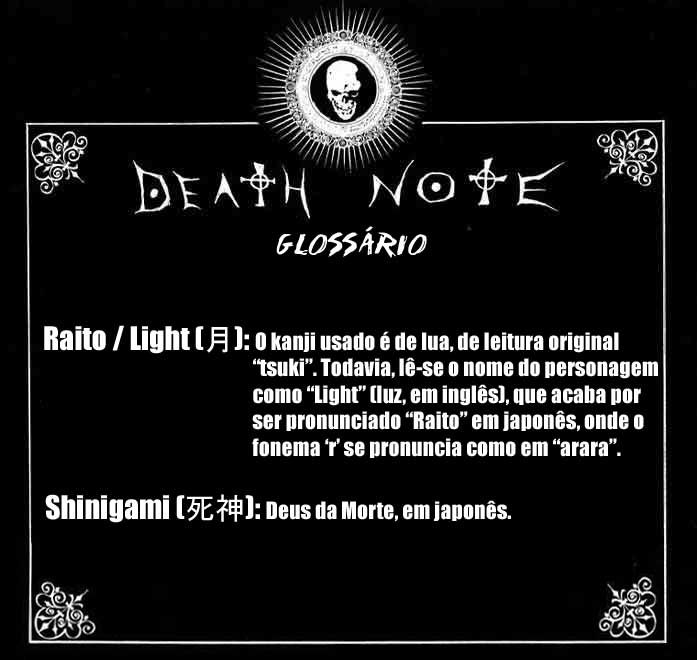 DEATH NOTE
GLOSSÁRIO
Raito / Light (月): O kanji usado é de lua, de leitura original
“tsuki”. Todavia, lê-se o nome do personagem
como “Light” (luz, em inglês), que acaba por
ser pronunciado “Raito” em japonês, onde o
fonema ‘r’ se pronuncia como em “arara”.
Shinigami (死神): Deus da Morte, em japonês.